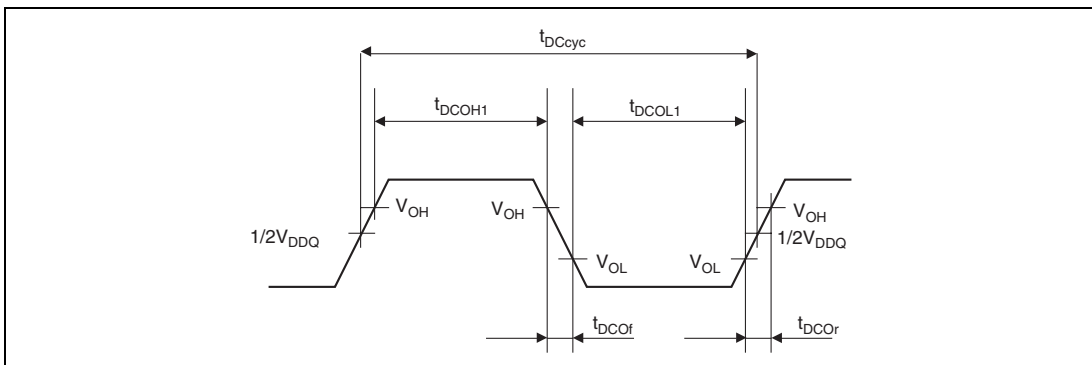 tDCcyc
tDCOH1 tDCOL1
VOH VOH VOH
1/2VDDQ 1/2VDDQ
VOL VOL
tDCOf tDCOr